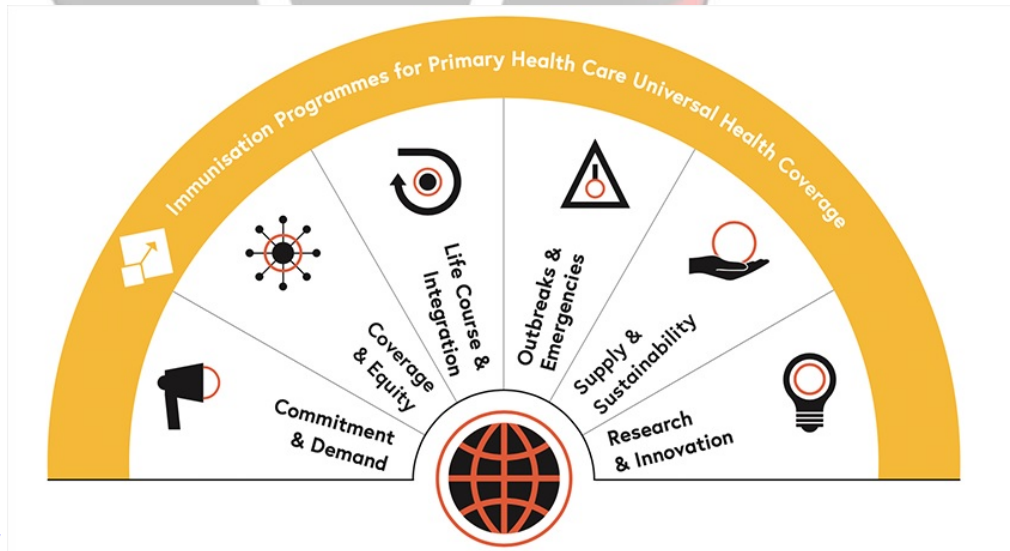 Immunisation Programmes for Primary Health Care Universal Health Coverage
Commitment
& Demand
Coverage
& Equity
Life Course &
Integration
Outbreaks &
Emergencies
Supply &
Sustainability
Research
& Innovation